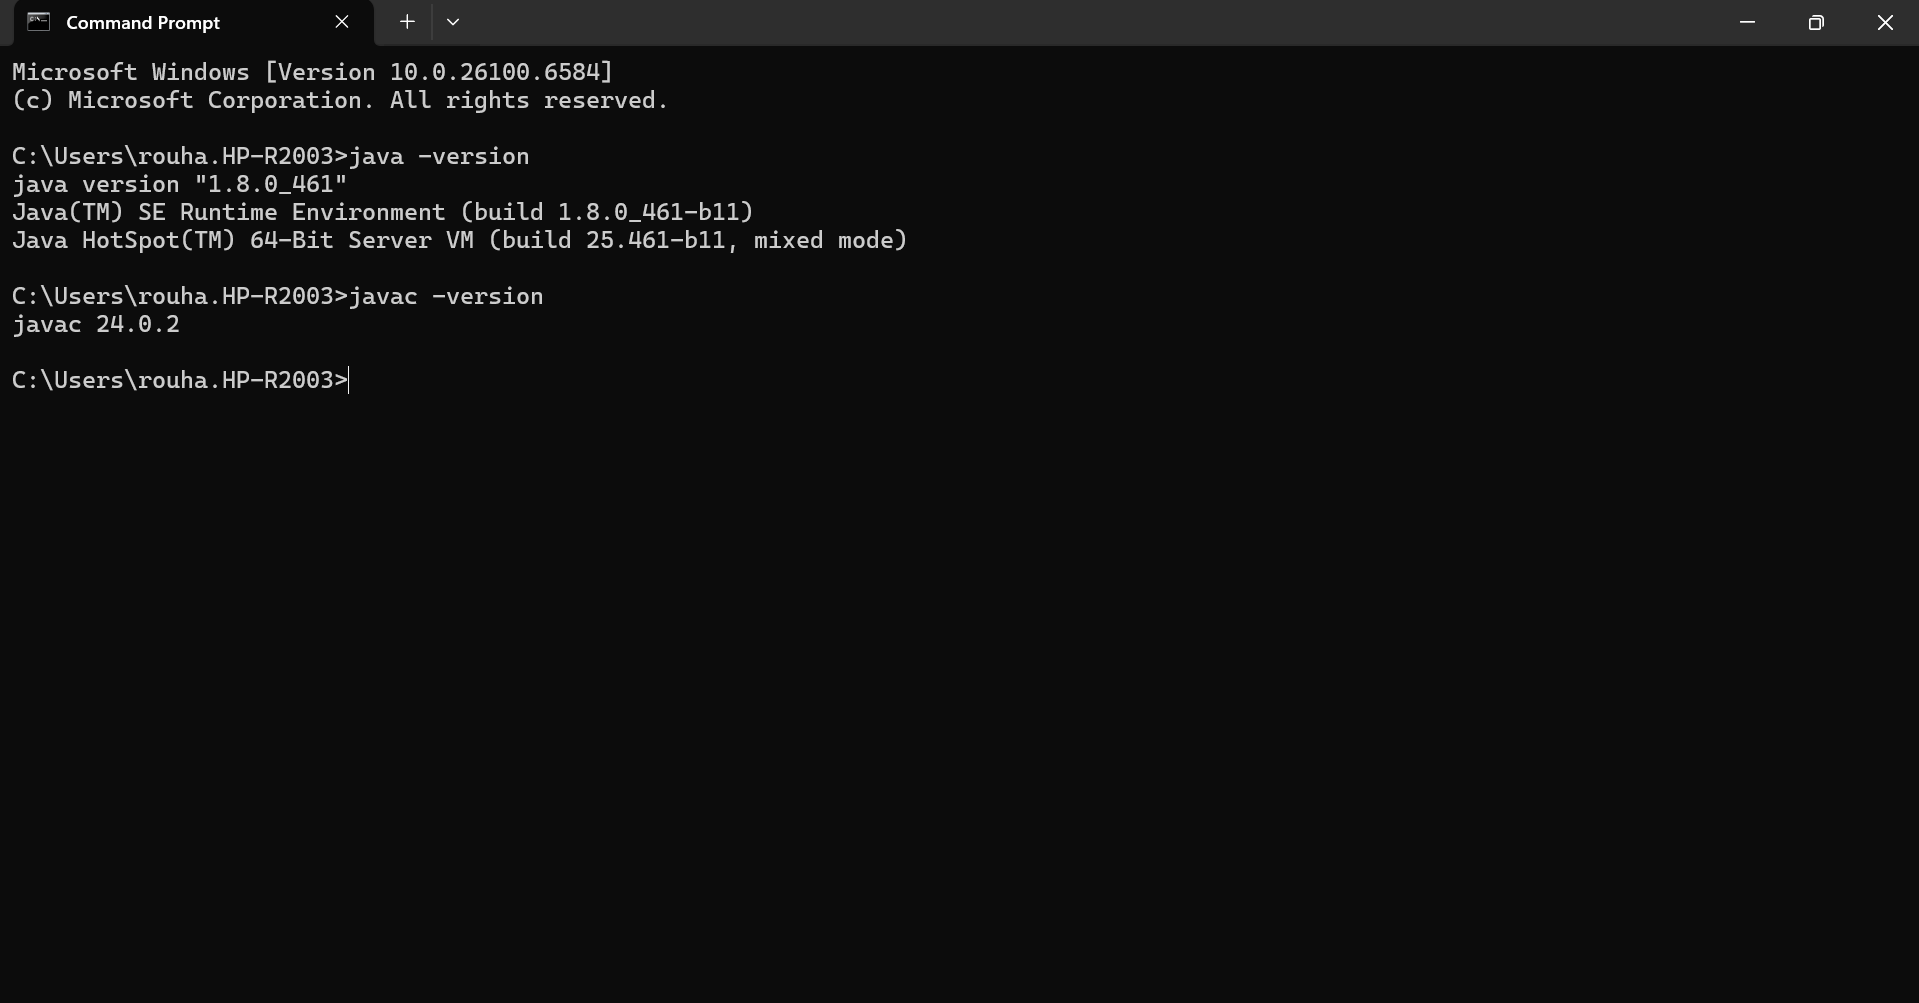 Command Prompt
Microsoft Windows [Version 10.0.26100.6584]
(c) Microsoft Corporation. All rights reserved.
C:\Users\rouha.HP-R2003>java -version
java version "1.8.0_461"
Java(TM) SE Runtime Environment (build 1.8.0_461-b11)
Java HotSpot(TM) 64-Bit Server VM (build 25.461-b11, mixed mode)
C:\Users\rouha.HP-R2003>javac -version
javac 24.0.2
C:\Users\rouha.HP-R2003>